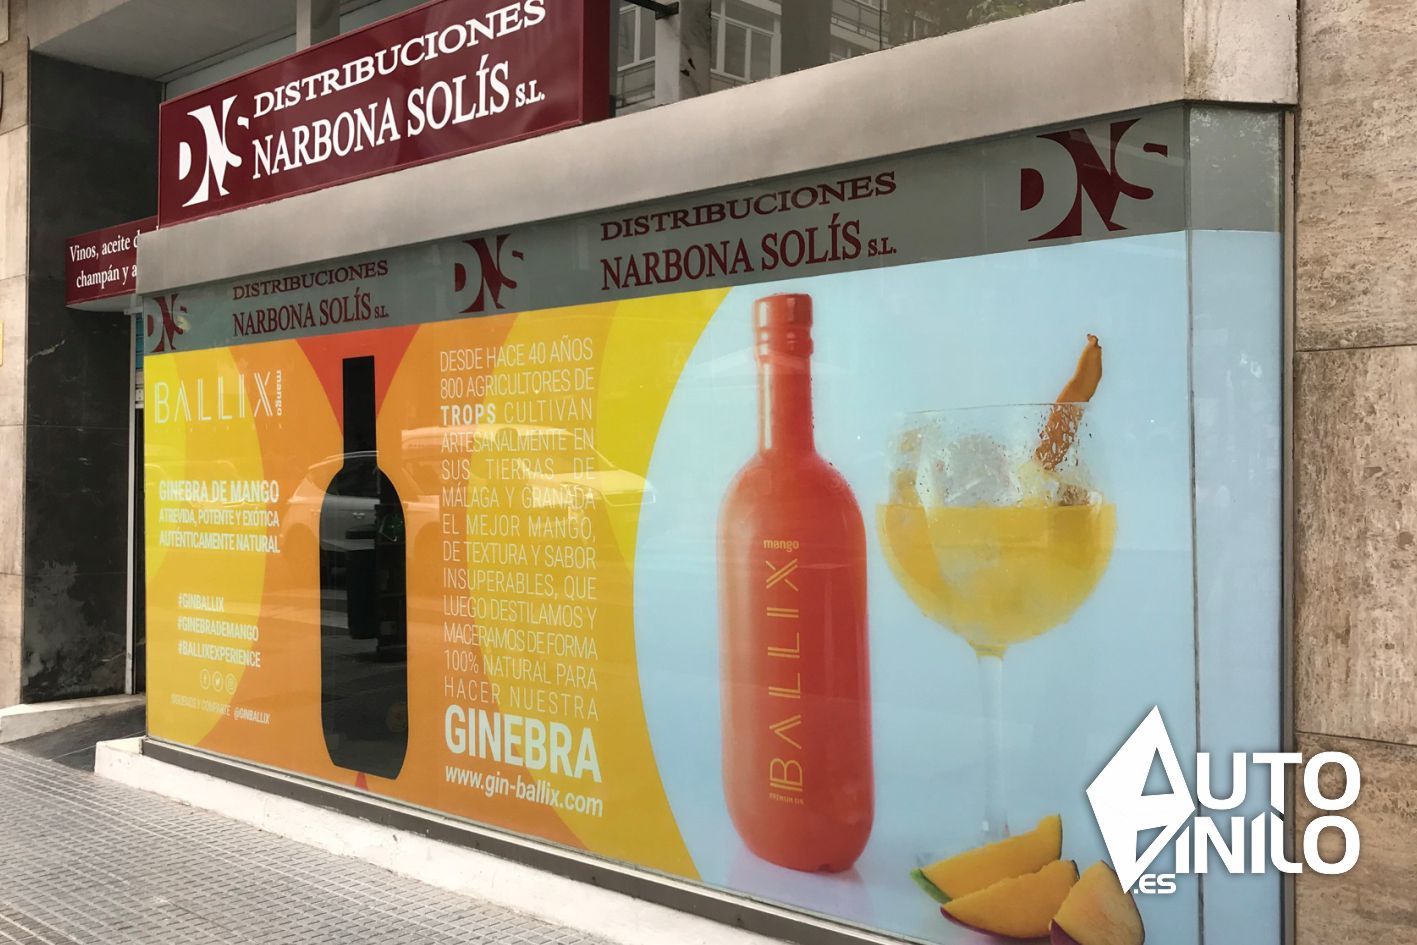 DNS DISTRIBUCIONES
NARBONA SOLÍS S.L.
Vinos, aceite
champán y
DNS
DISTRIBUCIONES
NARBONA SOLÍS S.L.
DNS
DISTRIBUCIONES
NARBONA SOLÍS S.L.
DNS
BALLIX mango
GINEBRA DE MANGO
ATREVIDA, POTENTE Y EXÓTICA
AUTÉNTICAMENTE NATURAL
#GINBALLIX
#GINEBRADEMANGO
#BALLIXEXPERIENCE
SÍGUENOS Y COMPARTE @GINBALLIX
DESDE HACE 40 AÑOS
800 AGRICULTORES DE
TROPS CULTIVAN
ARTESANALMENTE EN
SUS TIERRAS DE
MÁLAGA Y GRANADA
EL MEJOR MANGO,
DE TEXTURA Y SABOR
INSUPERABLES, QUE
LUEGO DESTILAMOS Y
MACERAMOS DE FORMA
100% NATURAL PARA
HACER NUESTRA
GINEBRA
www.gin-ballix.com
mango
BALLIX
PREMIUM GIN
AUTO
VINILO
.ES